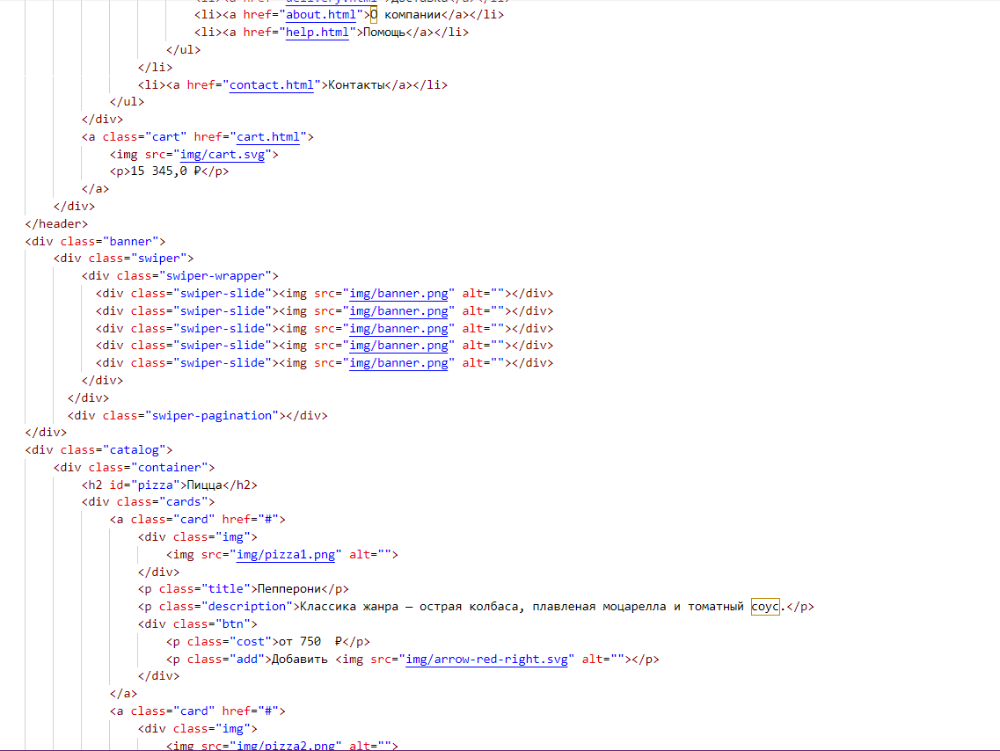 <li><a href="delivery.html">Доставка</a></li>
<li><a href="about.html">О компании</a></li>
<li><a href="help.html">Помощь</a></li>
</ul>
</li>
<li><a href="contact.html">Контакты</a></li>
</ul>
</div>
<a class="cart" href="cart.html">
<img src="img/cart.svg">
<p>15 345,0 ₽</p>
</a>
</div>
</header>
<div class="banner">
<div class="swiper">
<div class="swiper-wrapper">
<div class="swiper-slide"><img src="img/banner.png" alt=""></div>
<div class="swiper-slide"><img src="img/banner.png" alt=""></div>
<div class="swiper-slide"><img src="img/banner.png" alt=""></div>
<div class="swiper-slide"><img src="img/banner.png" alt=""></div>
<div class="swiper-slide"><img src="img/banner.png" alt=""></div>
</div>
</div>
<div class="swiper-pagination"></div>
</div>
<div class="catalog">
<div class="container">
<h2 id="pizza">Пицца</h2>
<div class="cards">
<a class="card" href="#">
<div class="img">
<img src="img/pizza1.png" alt="">
</div>
<p class="title">Пепперони</p>
<p class="description">Классика жанра — острая колбаса, плавленая моцарелла и томатный соус.</p>
<div class="btn">
<p class="cost">от 750  ₽</p>
<p class="add">Добавить <img src="img/arrow-red-right.svg" alt=""></p>
</div>
</a>
<a class="card" href="#">
<div class="img">
<img src="img/pizza2.png" alt="">